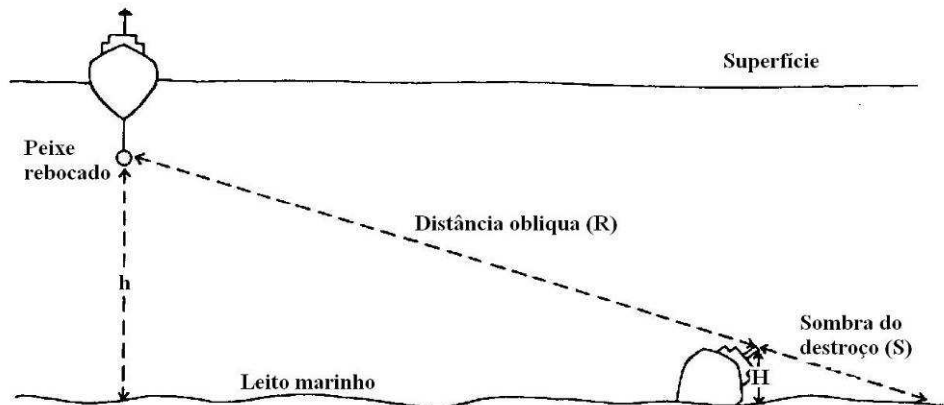 Superfície
Peixe
rebocado
Distância obliqua (R)
h
Sombra do
destroço (S)
H
Leito marinho